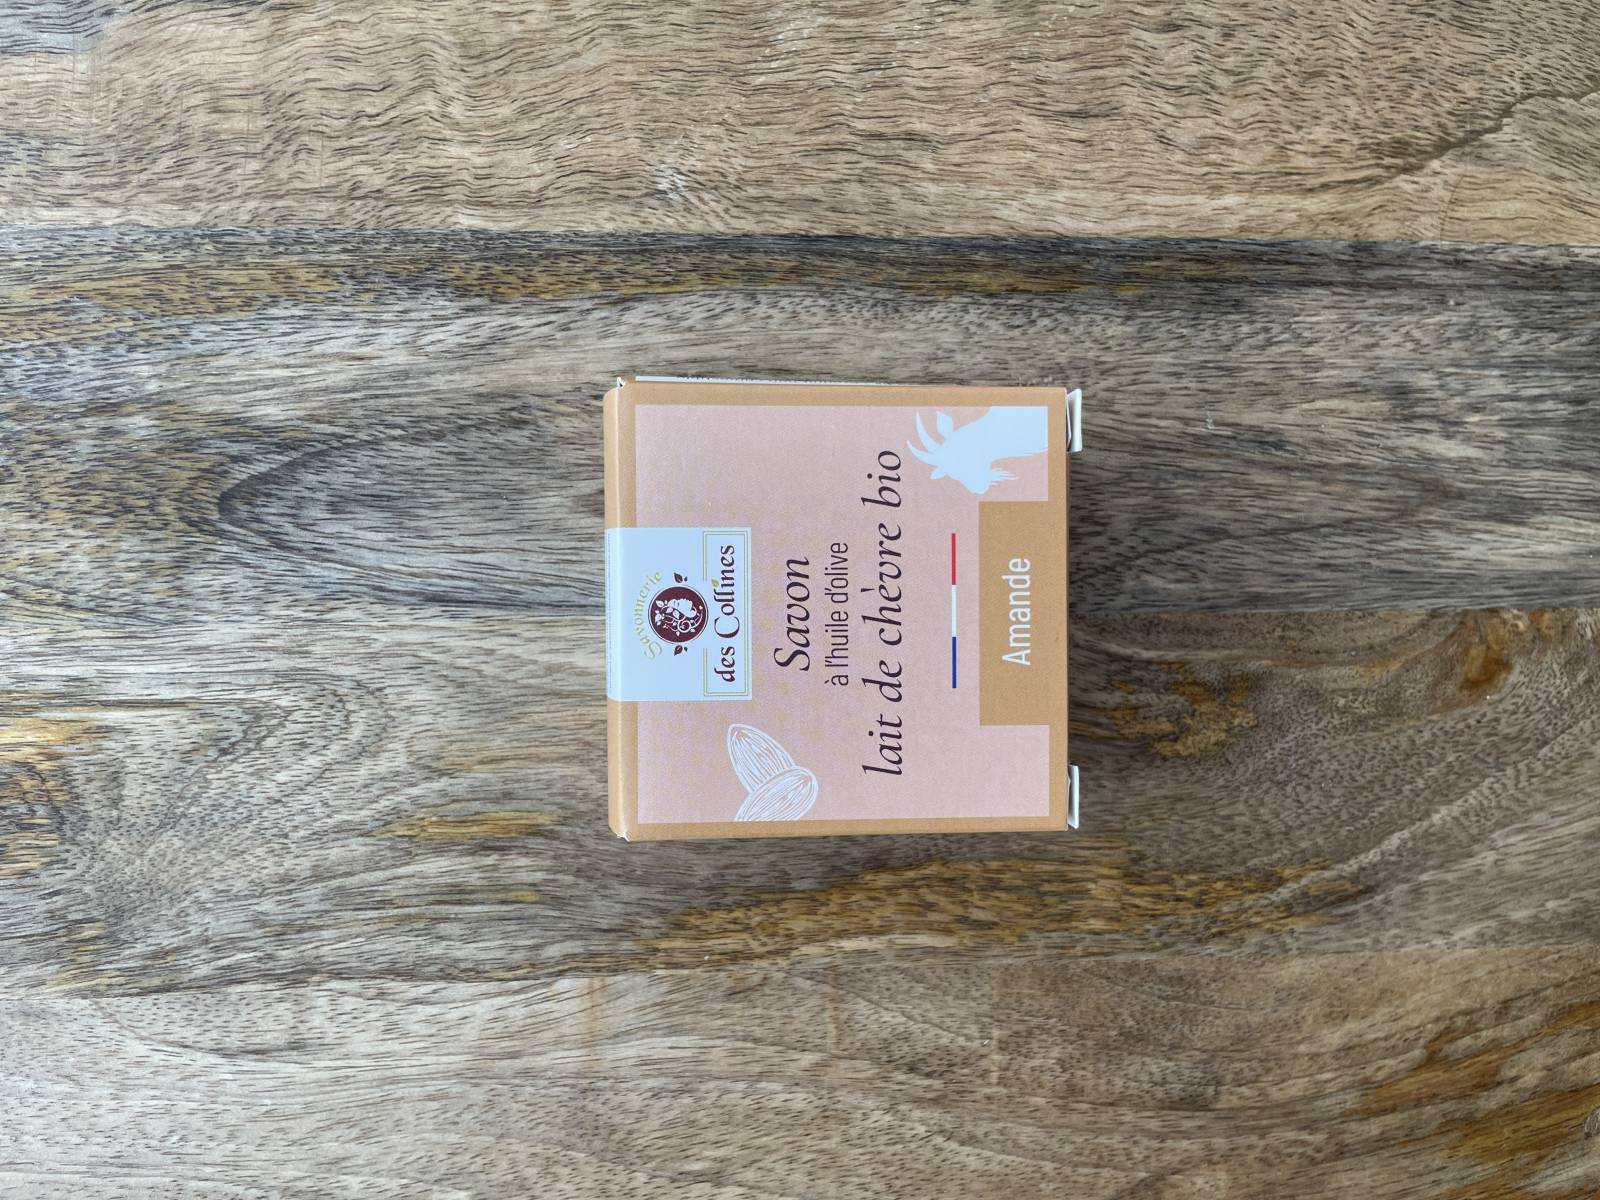 Savonnerie
des Collines
Savon
à l'huile d'olive
lait de chèvre bio
Amande